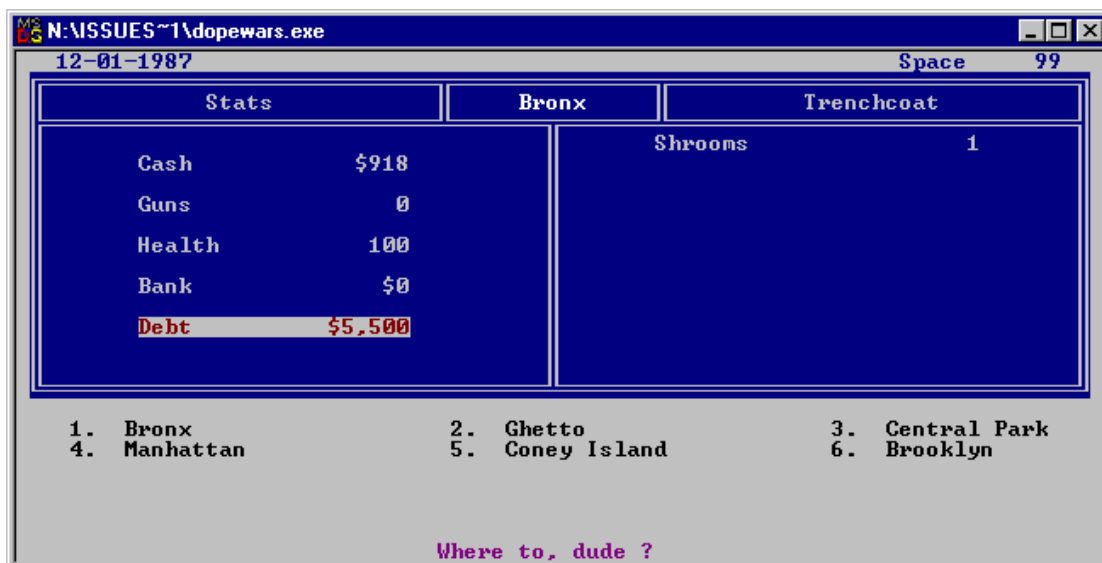 N:\ISSUES~1\dopewars.exe
12-01-1987 Space 99
Stats Bronx Trenchcoat
Shrooms 1
Cash $918
Guns 0
Health 100
Bank $0
Debt $5,500
1. Bronx 2. Ghetto 3. Central Park
4. Manhattan 5. Coney Island 6. Brooklyn
Where to, dude ?